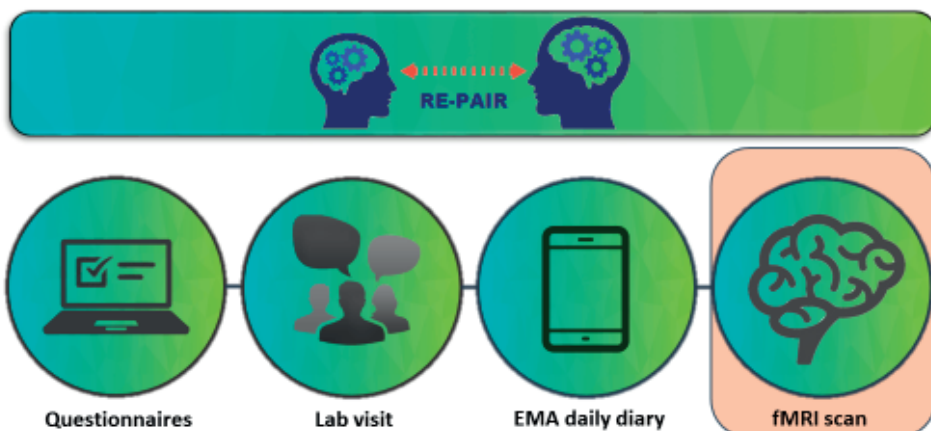 RE-PAIR
Questionnaires
Lab visit
EMA daily diary
fMRI scan